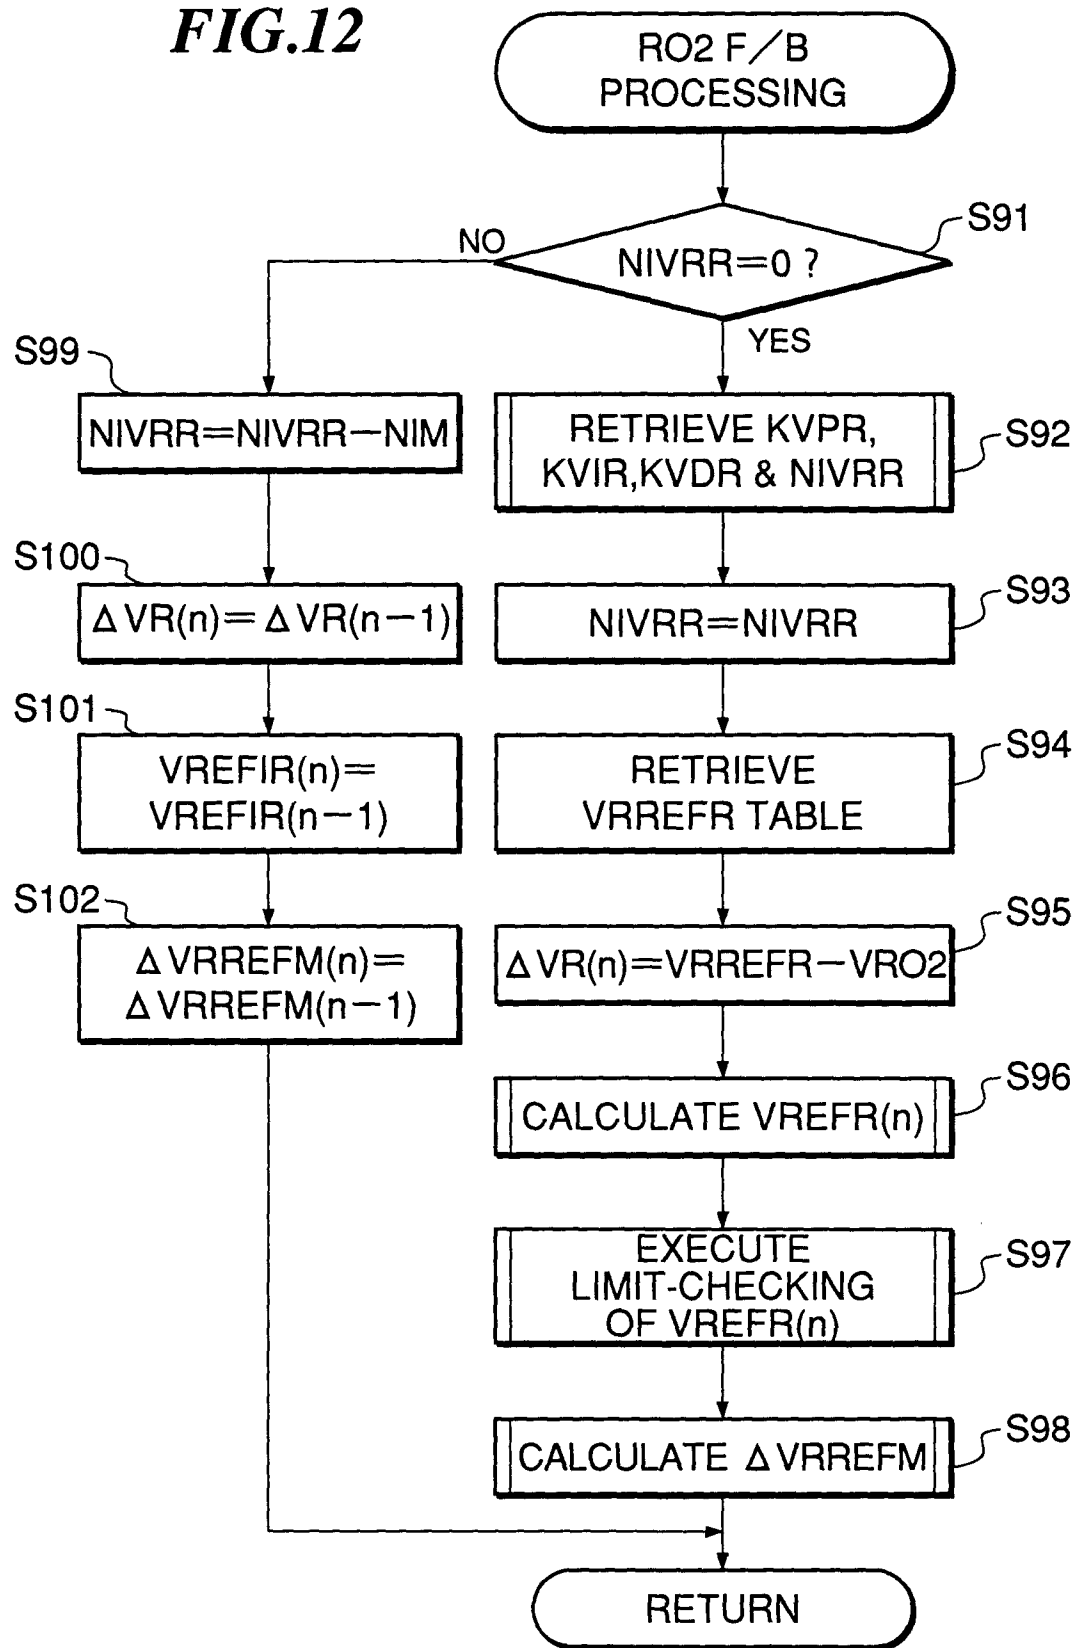 FIG.12
RO2 F/B
PROCESSING
S91
NIVRR=0 ?
NO
YES
S99
NIVRR=NIVRR−NIM
S100
ΔVR(n)=ΔVR(n−1)
S101
VREFIR(n)=
VREFIR(n−1)
S102
ΔVRREFM(n)=
ΔVRREFM(n−1)
RETRIEVE KVPR,
KVIR,KVDR & NIVRR
S92
NIVRR=NIVRR
S93
RETRIEVE
VRREFR TABLE
S94
ΔVR(n)=VRREFR−VRO2
S95
CALCULATE VREFR(n)
S96
EXECUTE
LIMIT-CHECKING
OF VREFR(n)
S97
CALCULATE ΔVRREFM
S98
RETURN